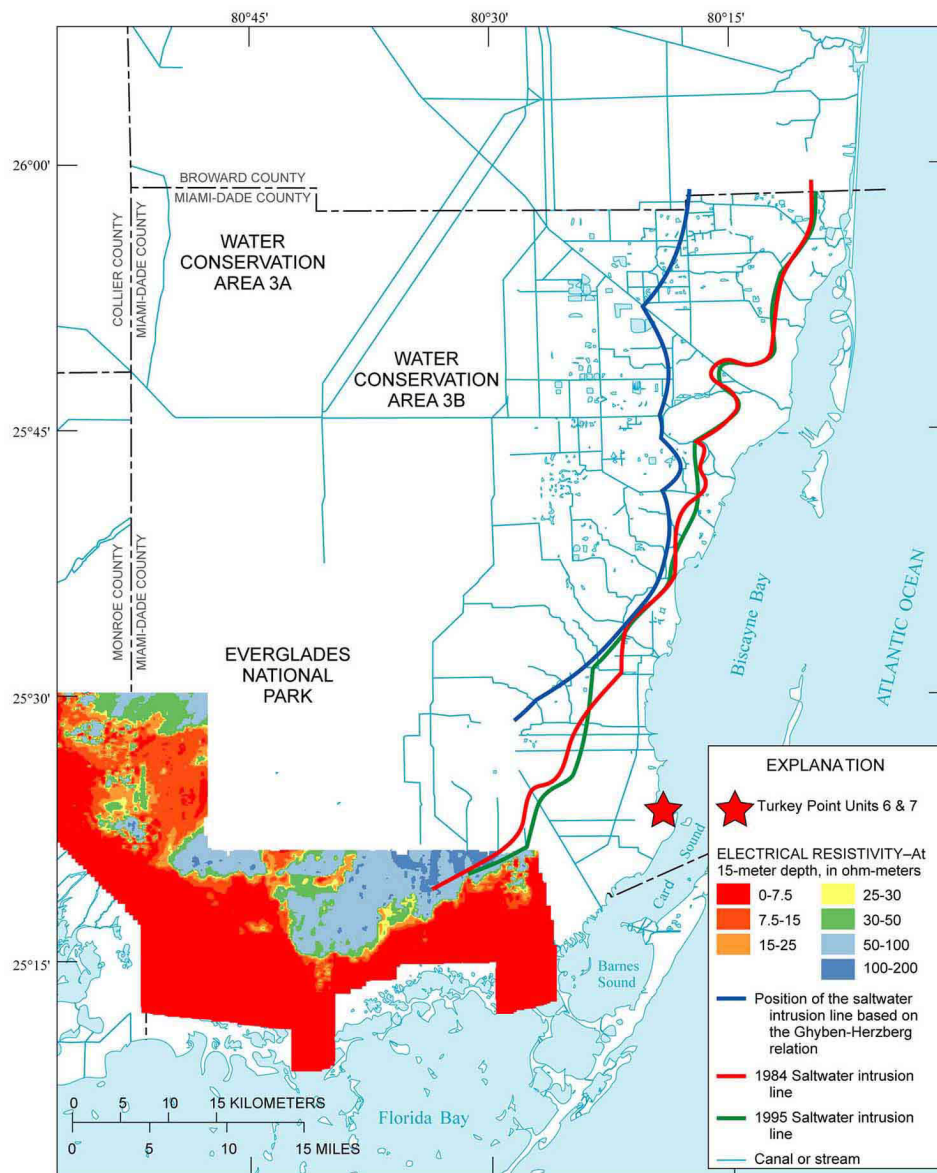 80°45'
80°30'
80°15'
26°00'
BROWARD COUNTY
MIAMI-DADE COUNTY
COLLIER COUNTY
MIAMI-DADE COUNTY
WATER
CONSERVATION
AREA 3A
WATER
CONSERVATION
AREA 3B
25°45'
MONROE COUNTY
MIAMI-DADE COUNTY
Biscayne Bay
ATLANTIC OCEAN
EVERGLADES
NATIONAL
PARK
25°30'
25°15'
Card Sound
Barnes
Sound
Florida Bay
0 5 10 15 KILOMETERS
0 5 10 15 MILES
EXPLANATION
Turkey Point Units 6 & 7
ELECTRICAL RESISTIVITY–At
15-meter depth, in ohm-meters
0-7.5
7.5-15
15-25
25-30
30-50
50-100
100-200
Position of the saltwater
intrusion line based on
the Ghyben-Herzberg
relation
1984 Saltwater intrusion
line
1995 Saltwater intrusion
line
Canal or stream